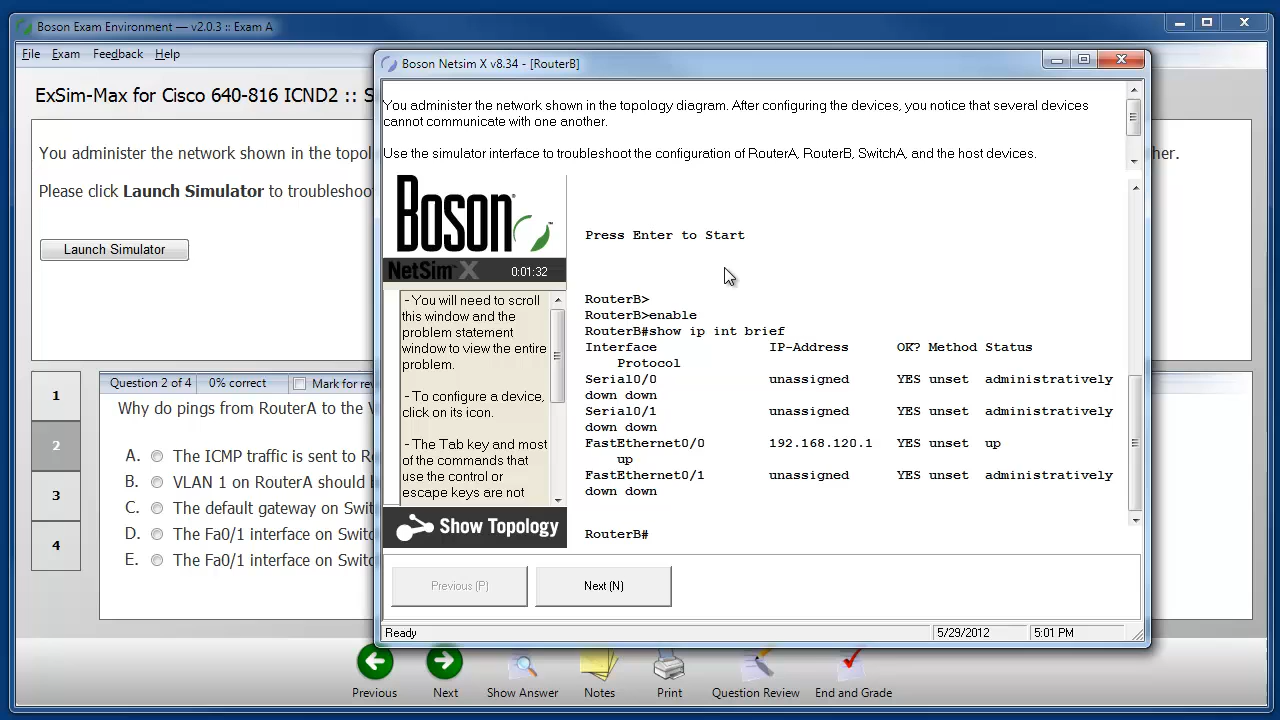 Boson Exam Environment — v2.0.3 :: Exam A
File Exam Feedback Help
ExSim-Max for Cisco 640-816 ICND2 :: S
You administer the network shown in the topol
her.
Please click Launch Simulator to troubleshoot
Launch Simulator
Boson Netsim X v8.34 - [RouterB]
You administer the network shown in the topology diagram. After configuring the devices, you notice that several devices
cannot communicate with one another.
Use the simulator interface to troubleshoot the configuration of RouterA, RouterB, SwitchA, and the host devices.
Boson
NetSim X 0:01:32
- You will need to scroll
this window and the
problem statement
window to view the entire
problem.
- To configure a device,
click on its icon.
- The Tab key and most
of the commands that
use the control or
escape keys are not
Show Topology
Press Enter to Start
RouterB>
RouterB>enable
RouterB#show ip int brief
Interface IP-Address OK? Method Status
Protocol
Serial0/0 unassigned YES unset administratively
down down
Serial0/1 unassigned YES unset administratively
down down
FastEthernet0/0 192.168.120.1 YES unset up
up
FastEthernet0/1 unassigned YES unset administratively
down down
RouterB#
Previous (P) Next (N)
Ready 5/29/2012 5:01 PM
1
2
3
4
Question 2 of 4 0% correct Mark for rev
Why do pings from RouterA to the V
A. The ICMP traffic is sent to Ro
B. VLAN 1 on RouterA should b
C. The default gateway on Swit
D. The Fa0/1 interface on Switc
E. The Fa0/1 interface on Switc
Previous Next Show Answer Notes Print Question Review End and Grade